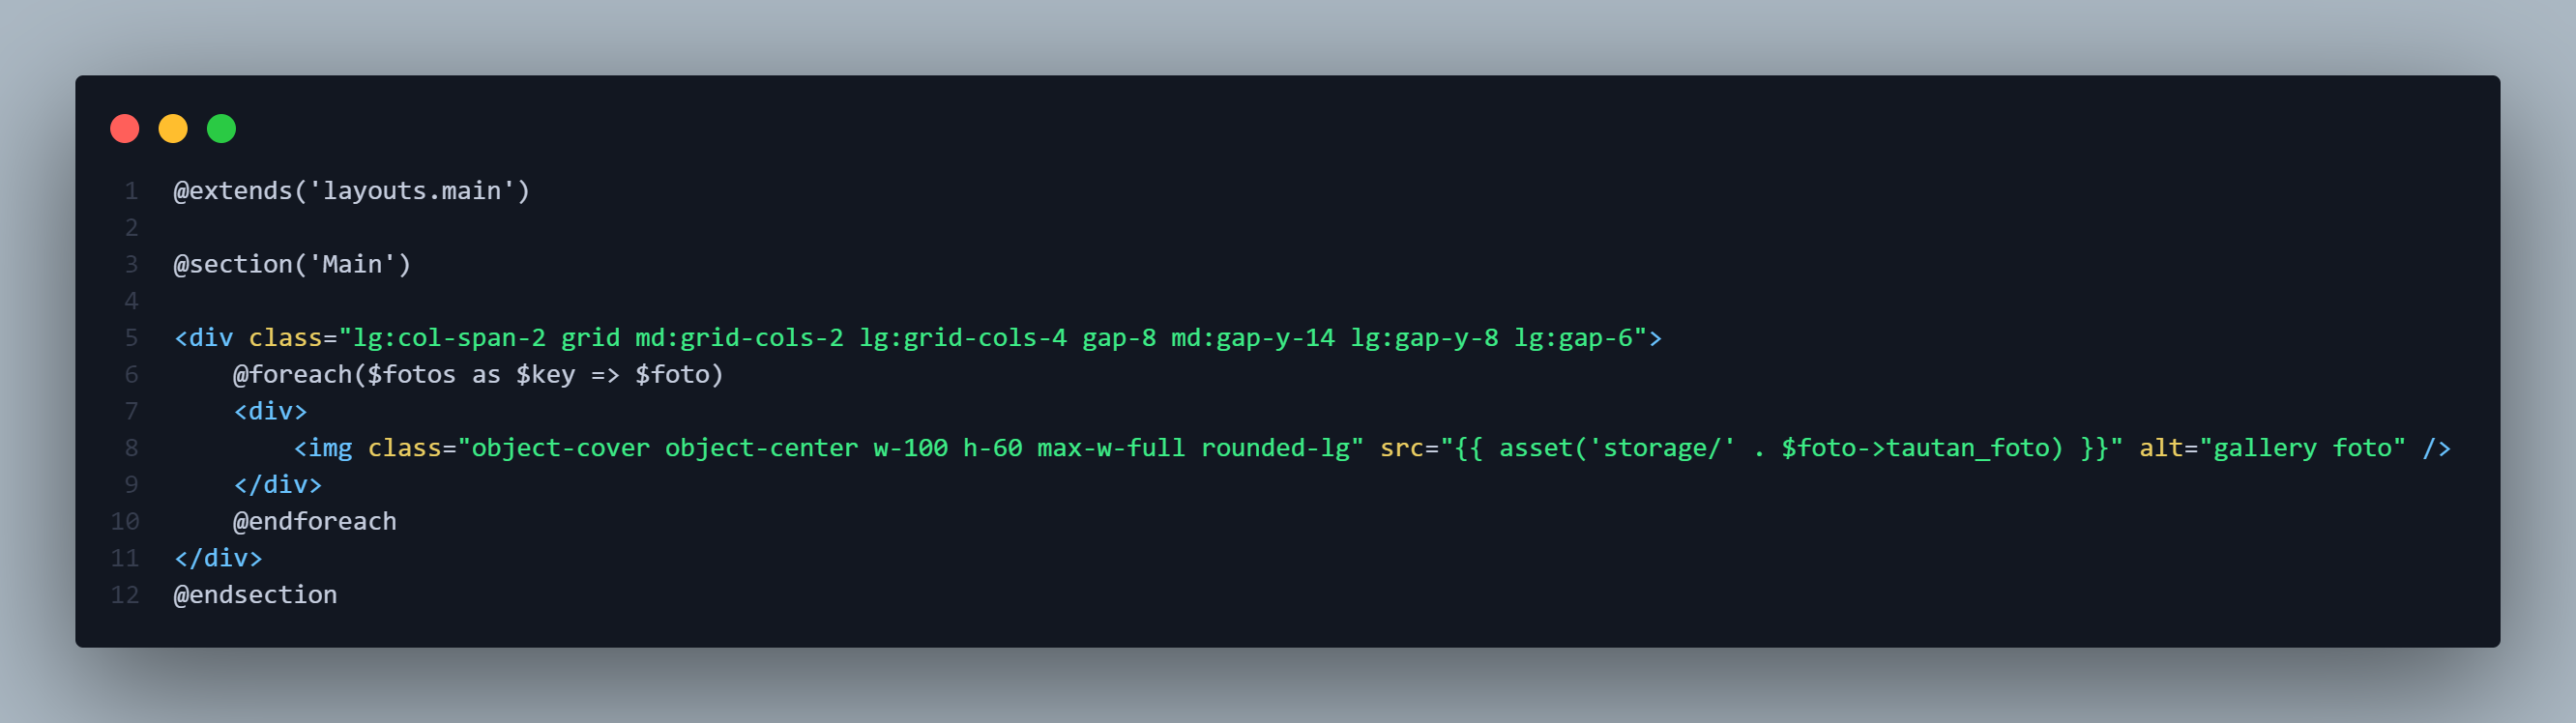 1 @extends('layouts.main')
2
3 @section('Main')
4
5 <div class="lg:col-span-2 grid md:grid-cols-2 lg:grid-cols-4 gap-8 md:gap-y-14 lg:gap-y-8 lg:gap-6">
6     @foreach($fotos as $key => $foto)
7     <div>
8         <img class="object-cover object-center w-100 h-60 max-w-full rounded-lg" src="{{ asset('storage/' . $foto->tautan_foto) }}" alt="gallery foto" />
9     </div>
10     @endforeach
11 </div>
12 @endsection